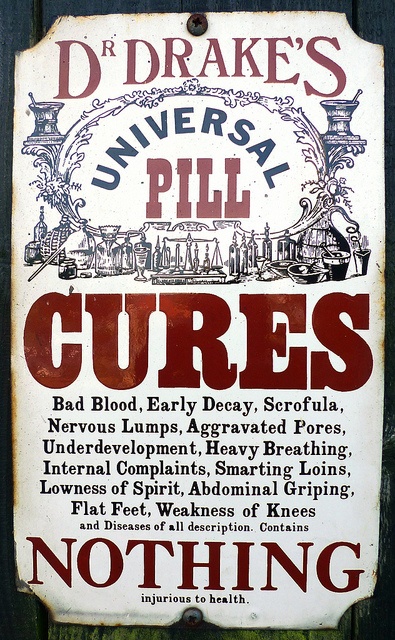 Dr DRAKE'S
UNIVERSAL
PILL
CURES
Bad Blood, Early Decay, Scrofula,
Nervous Lumps, Aggravated Pores,
Underdevelopment, Heavy Breathing,
Internal Complaints, Smarting Loins,
Lowness of Spirit, Abdominal Griping,
Flat Feet, Weakness of Knees
and Diseases of all description. Contains
NOTHING
injurious to health.